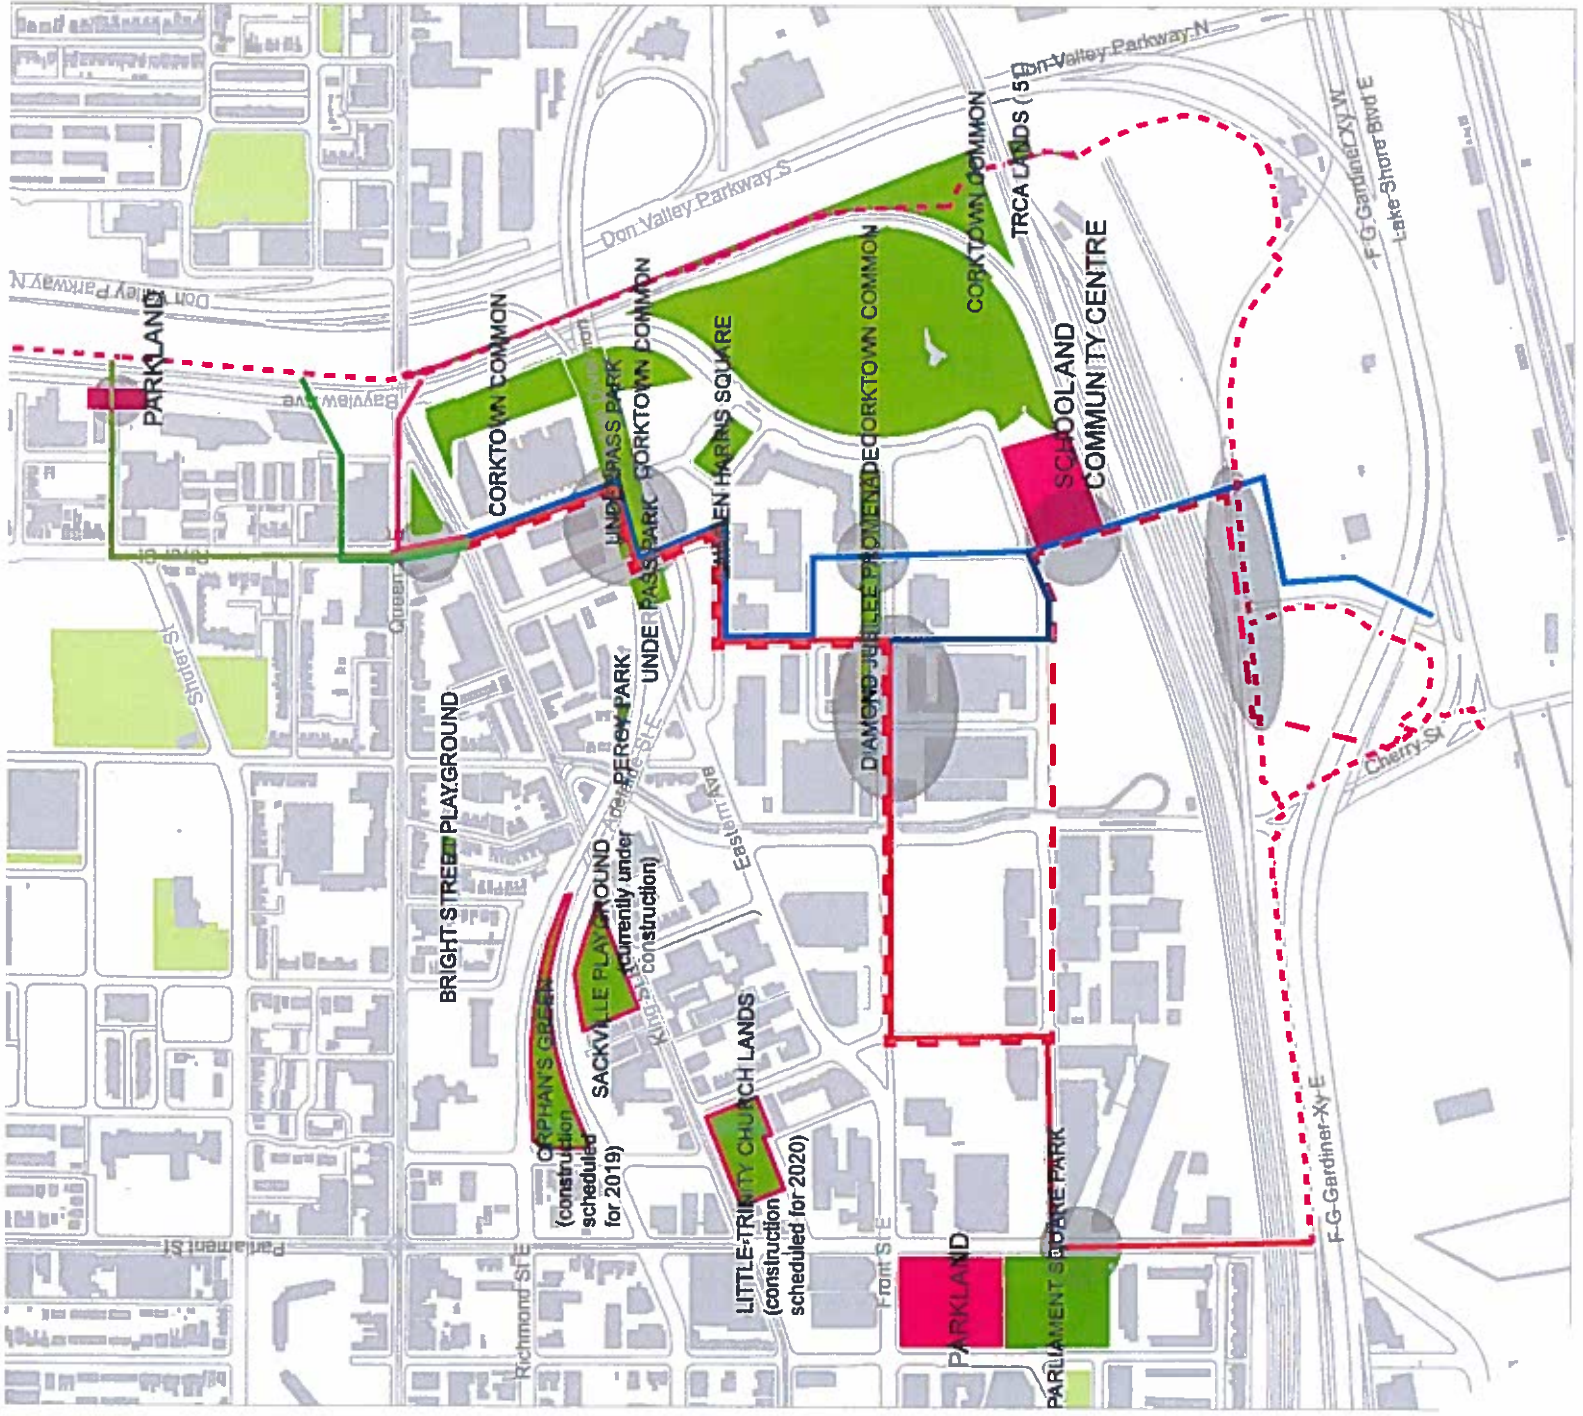 Don Valley Parkway N
Don Valley Parkway N
Don Valley Parkway S
F G Gardiner Xy W
Lake Shore Blvd E
PARKLAND
Bayview Ave
CORKTOWN COMMON
UNDERPASS PARK
CORKTOWN COMMON
CORKTOWN COMMON
CORKTOWN COMMON
TRCA LANDS (5
HARRIS SQUARE
SCHOOLAND
COMMUNITY CENTRE
River St
Queen
Shuter St
UNDERPASS PARK
DIAMOND JUBILEE PROMENADE
PERCY PARK
BRIGHT STREET PLAYGROUND
Adelaide St E
Eastern Ave
Cherry St
SACKVILLE PLAYGROUND
(currently under
construction)
King
ORPHAN'S GREEN
(construction
scheduled
for 2019)
LITTLE TRINITY CHURCH LANDS
(construction
scheduled for 2020)
Parliament St
Richmond St E
Front St E
PARKLAND
PARLIAMENT SQUARE PARK
F G Gardiner Xy E